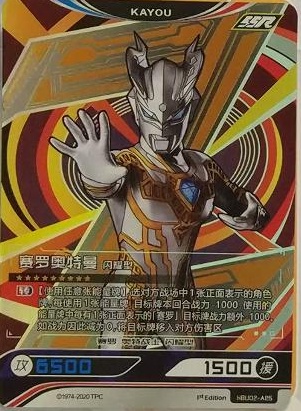 KAYOU
SSR
赛罗奥特曼 闪耀型
【使用任意张能量牌】选对方战场中1张正面表示的角色
牌,每使用1张能量牌,目标牌本回合战力-1000.使用的
能量牌中每有1张正面表示的【赛罗】,目标牌战力额外-1000.
如战力因此减为0,将目标牌移入对方伤害区
赛罗 奥特战士 闪耀型
攻 6500
1500 援
©1974-2020 TPC
1st Edition
HBU02-A25